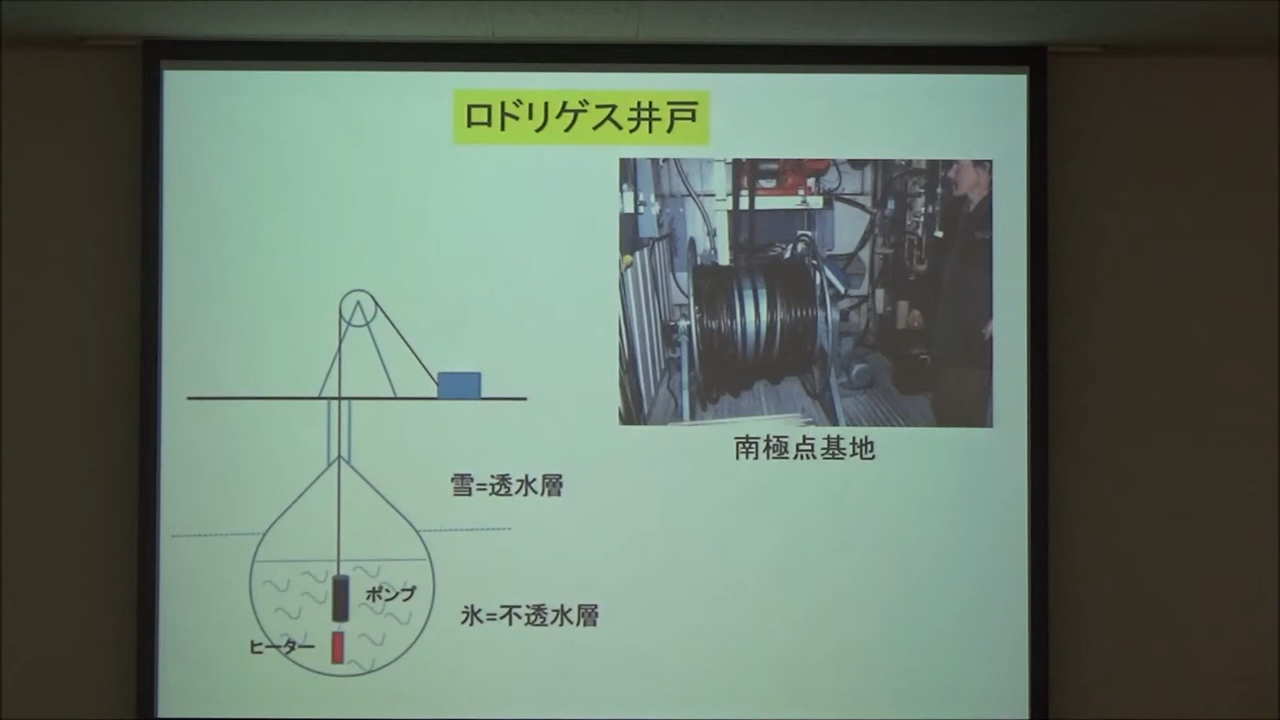 ロドリゲス井戸
南極点基地
雪=透水層
ポンプ
氷=不透水層
ヒーター